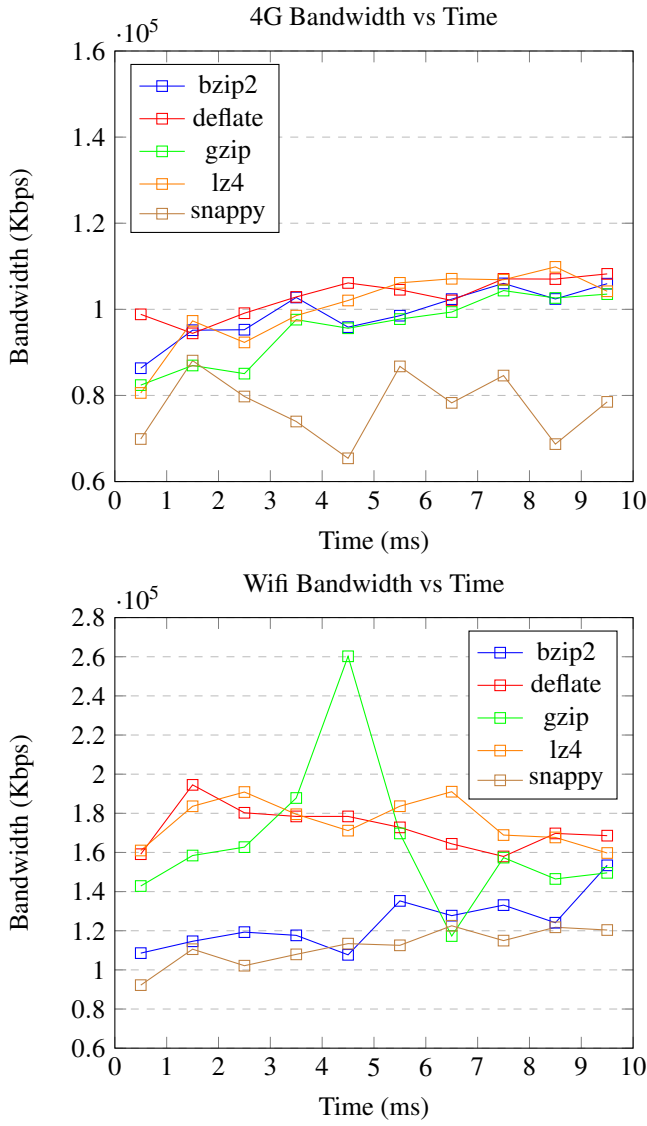 4G Bandwidth vs Time
·10⁵
1 6
1 4
1 2
1
0 8
0 6
Bandwidth (Kbps)
bzip2
deflate
gzip
lz4
snappy
0 1 2 3 4 5 6 7 8 9 10
Time (ms)
Wifi Bandwidth vs Time
·10⁵
2 8
2 6
2 4
2 2
2
1 8
1 6
1 4
1 2
1
0 8
0 6
Bandwidth (Kbps)
bzip2
deflate
gzip
lz4
snappy
0 1 2 3 4 5 6 7 8 9 10
Time (ms)